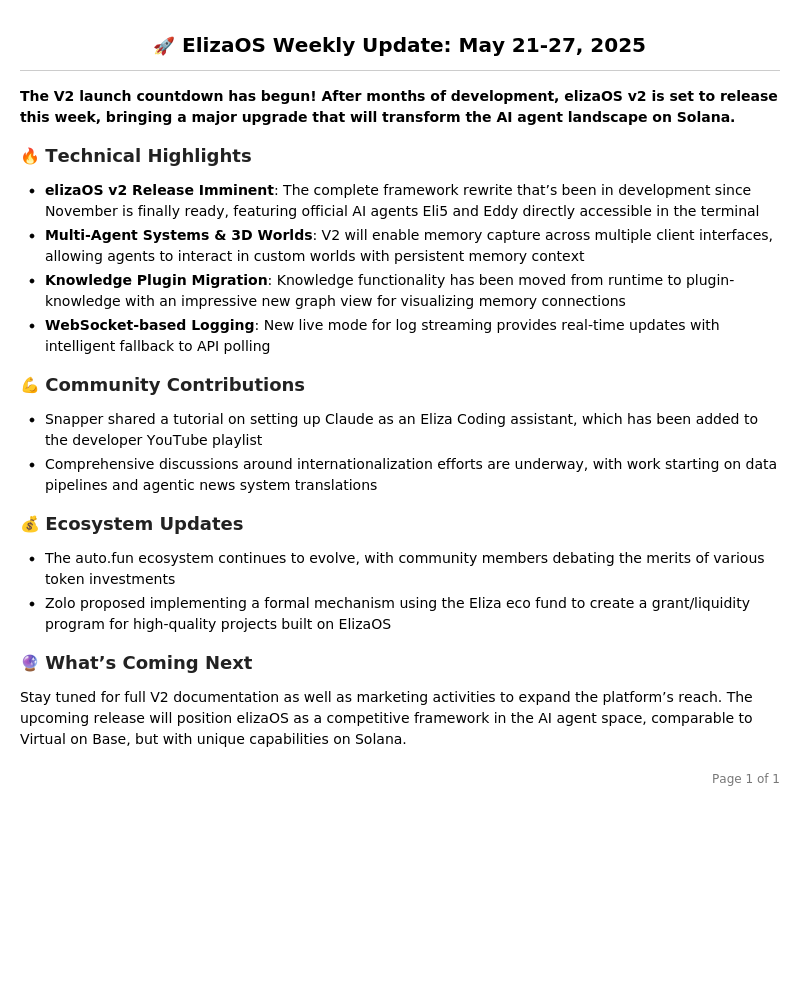 🚀 ElizaOS Weekly Update: May 21-27, 2025
The V2 launch countdown has begun! After months of development, elizaOS v2 is set to release
this week, bringing a major upgrade that will transform the AI agent landscape on Solana.
🔥 Technical Highlights
• elizaOS v2 Release Imminent: The complete framework rewrite that’s been in development since
November is finally ready, featuring official AI agents Eli5 and Eddy directly accessible in the terminal
• Multi-Agent Systems & 3D Worlds: V2 will enable memory capture across multiple client interfaces,
allowing agents to interact in custom worlds with persistent memory context
• Knowledge Plugin Migration: Knowledge functionality has been moved from runtime to plugin-
knowledge with an impressive new graph view for visualizing memory connections
• WebSocket-based Logging: New live mode for log streaming provides real-time updates with
intelligent fallback to API polling
💪 Community Contributions
• Snapper shared a tutorial on setting up Claude as an Eliza Coding assistant, which has been added to
the developer YouTube playlist
• Comprehensive discussions around internationalization efforts are underway, with work starting on data
pipelines and agentic news system translations
💰 Ecosystem Updates
• The auto.fun ecosystem continues to evolve, with community members debating the merits of various
token investments
• Zolo proposed implementing a formal mechanism using the Eliza eco fund to create a grant/liquidity
program for high-quality projects built on ElizaOS
🔮 What’s Coming Next
Stay tuned for full V2 documentation as well as marketing activities to expand the platform’s reach. The
upcoming release will position elizaOS as a competitive framework in the AI agent space, comparable to
Virtual on Base, but with unique capabilities on Solana.
Page 1 of 1